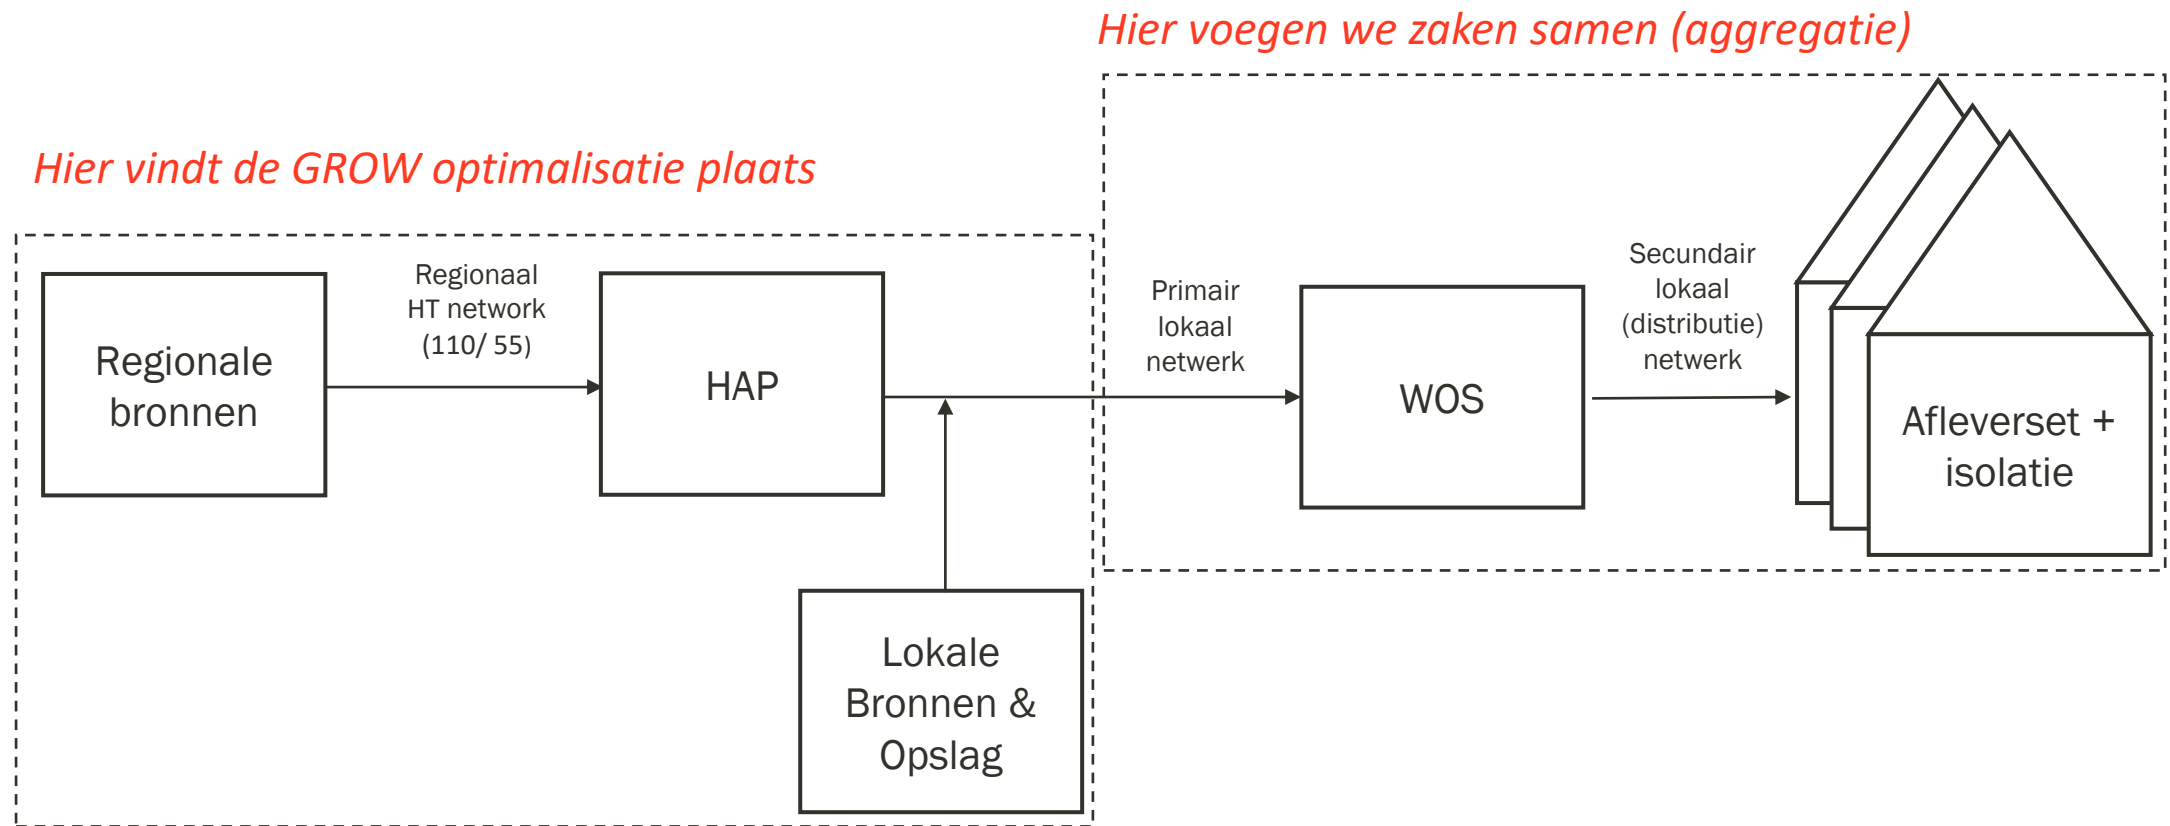 Hier voegen we zaken samen (aggregatie)
Hier vindt de GROW optimalisatie plaats
Regionale
bronnen
Regionaal
HT network
(110/ 55)
HAP
Lokale
Bronnen &
Opslag
Primair
lokaal
netwerk
WOS
Secundair
lokaal
(distributie)
netwerk
Afleverset +
isolatie